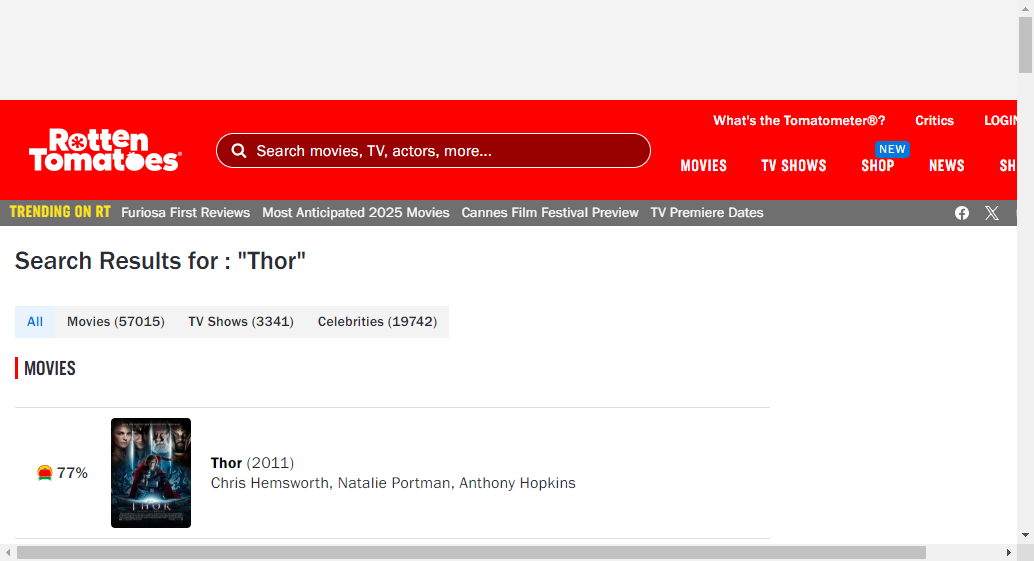 What's the Tomatometer®? Critics LOGIN
Rotten
Tomatoes®
Search movies, TV, actors, more...
NEW
MOVIES TV SHOWS SHOP NEWS SH
TRENDING ON RT Furiosa First Reviews Most Anticipated 2025 Movies Cannes Film Festival Preview TV Premiere Dates
Search Results for : "Thor"
All Movies (57015) TV Shows (3341) Celebrities (19742)
MOVIES
77%
THOR
Thor (2011)
Chris Hemsworth, Natalie Portman, Anthony Hopkins